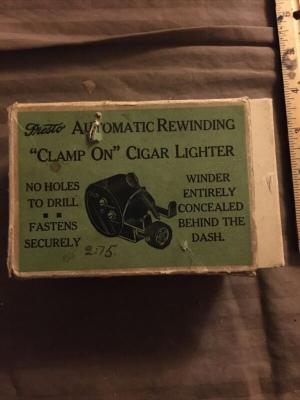 Presto AUTOMATIC REWINDING
"CLAMP ON" CIGAR LIGHTER
NO HOLES
TO DRILL
FASTENS
SECURELY
2.75
WINDER
ENTIRELY
CONCEALED
BEHIND THE
DASH.